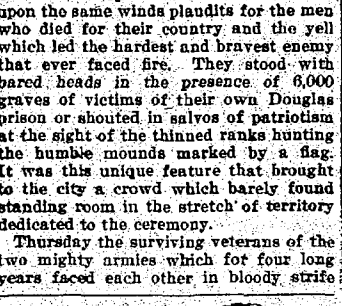 upon the same winds plaudits for the men
who died for their country and the yell
which led the hardest and bravest enemy
that ever faced fire. They stood with
bared heads in the presence of 6,000
graves of victims of their own Douglas
prison or shouted in salvos of patriotism
at the sight of the thinned ranks hunting
the humble mounds marked by a flag.
It was this unique feature that brought
to the city a crowd which barely found
standing room in the stretch of territory
dedicated to the ceremony.
Thursday the surviving veterans of the
two mighty armies which fot four long
years faced each other in bloody strife